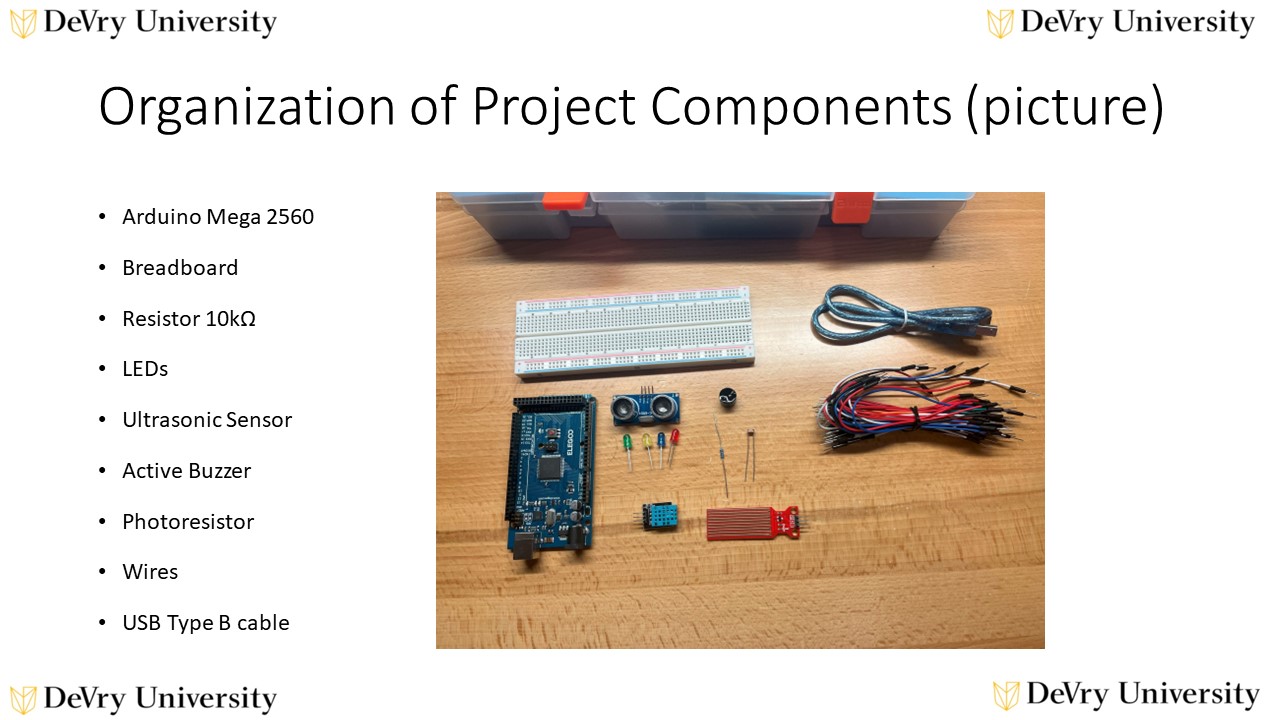 DeVry University
DeVry University
Organization of Project Components (picture)
• Arduino Mega 2560
• Breadboard
• Resistor 10kΩ
• LEDs
• Ultrasonic Sensor
• Active Buzzer
• Photoresistor
• Wires
• USB Type B cable
ELEGOO
DeVry University
DeVry University